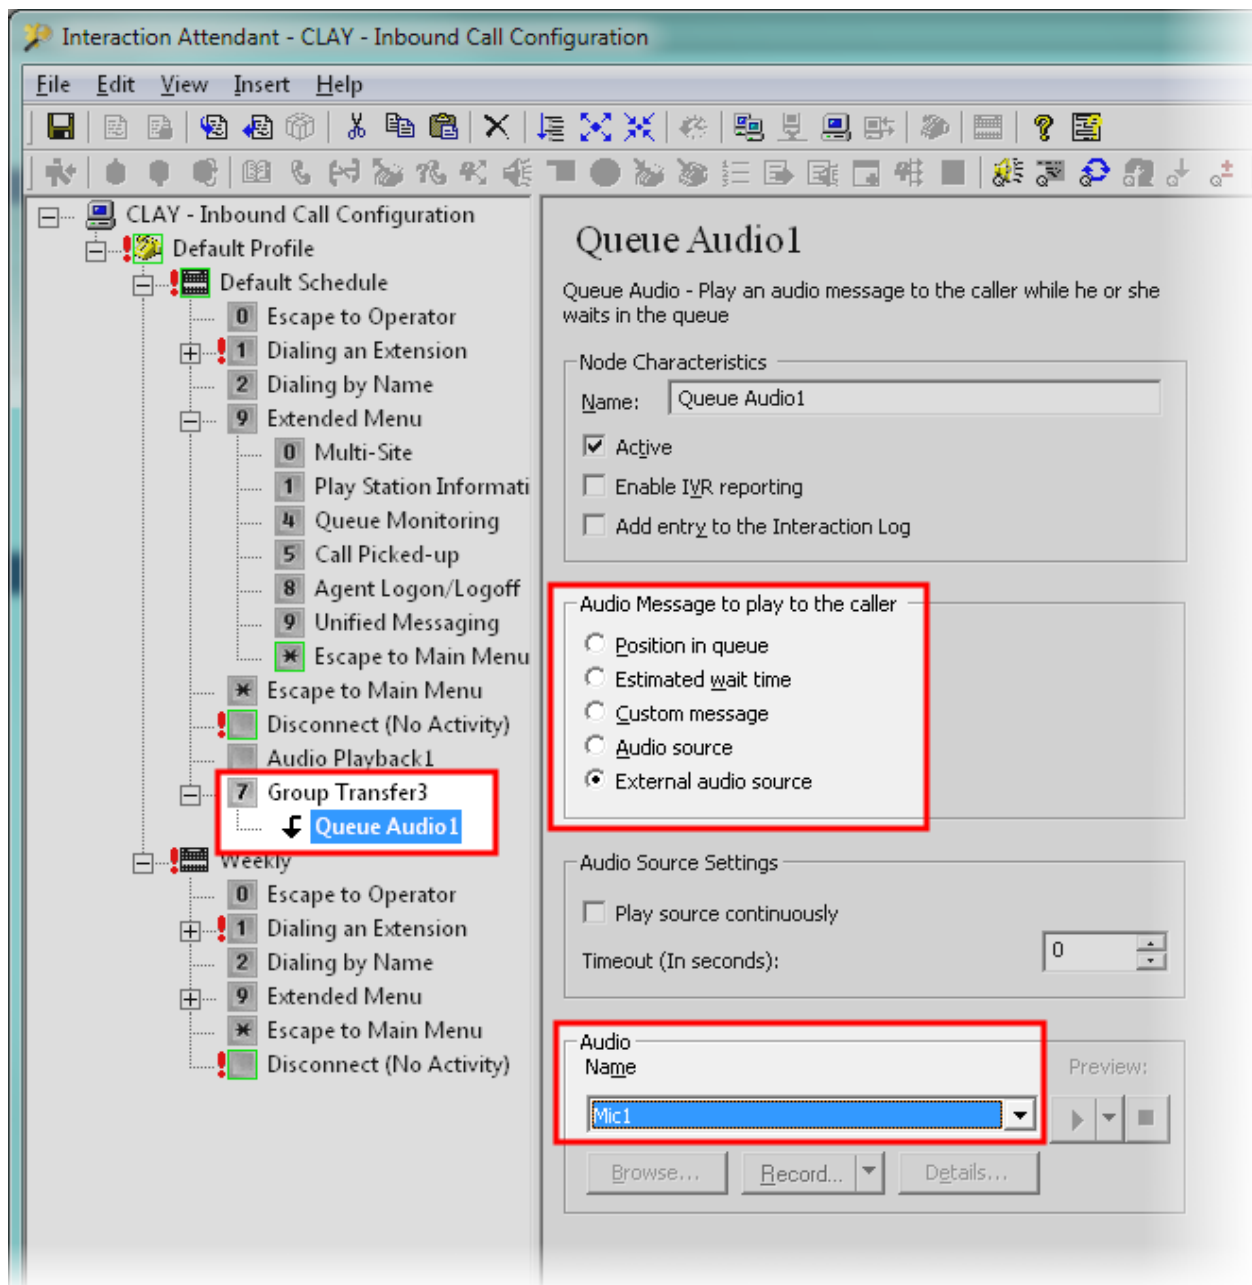 Interaction Attendant - CLAY - Inbound Call Configuration
File Edit View Insert Help
CLAY - Inbound Call Configuration
Default Profile
Default Schedule
0 Escape to Operator
1 Dialing an Extension
2 Dialing by Name
9 Extended Menu
0 Multi-Site
1 Play Station Informati
4 Queue Monitoring
5 Call Picked-up
8 Agent Logon/Logoff
9 Unified Messaging
* Escape to Main Menu
* Escape to Main Menu
Disconnect (No Activity)
Audio Playback1
7 Group Transfer3
Queue Audio1
Weekly
0 Escape to Operator
1 Dialing an Extension
2 Dialing by Name
9 Extended Menu
* Escape to Main Menu
Disconnect (No Activity)
Queue Audio1
Queue Audio - Play an audio message to the caller while he or she
waits in the queue
Node Characteristics
Name: Queue Audio1
Active
Enable IVR reporting
Add entry to the Interaction Log
Audio Message to play to the caller
Position in queue
Estimated wait time
Custom message
Audio source
External audio source
Audio Source Settings
Play source continuously
Timeout (In seconds): 0
Audio
Name Preview:
Mic1
Browse... Record... Details...